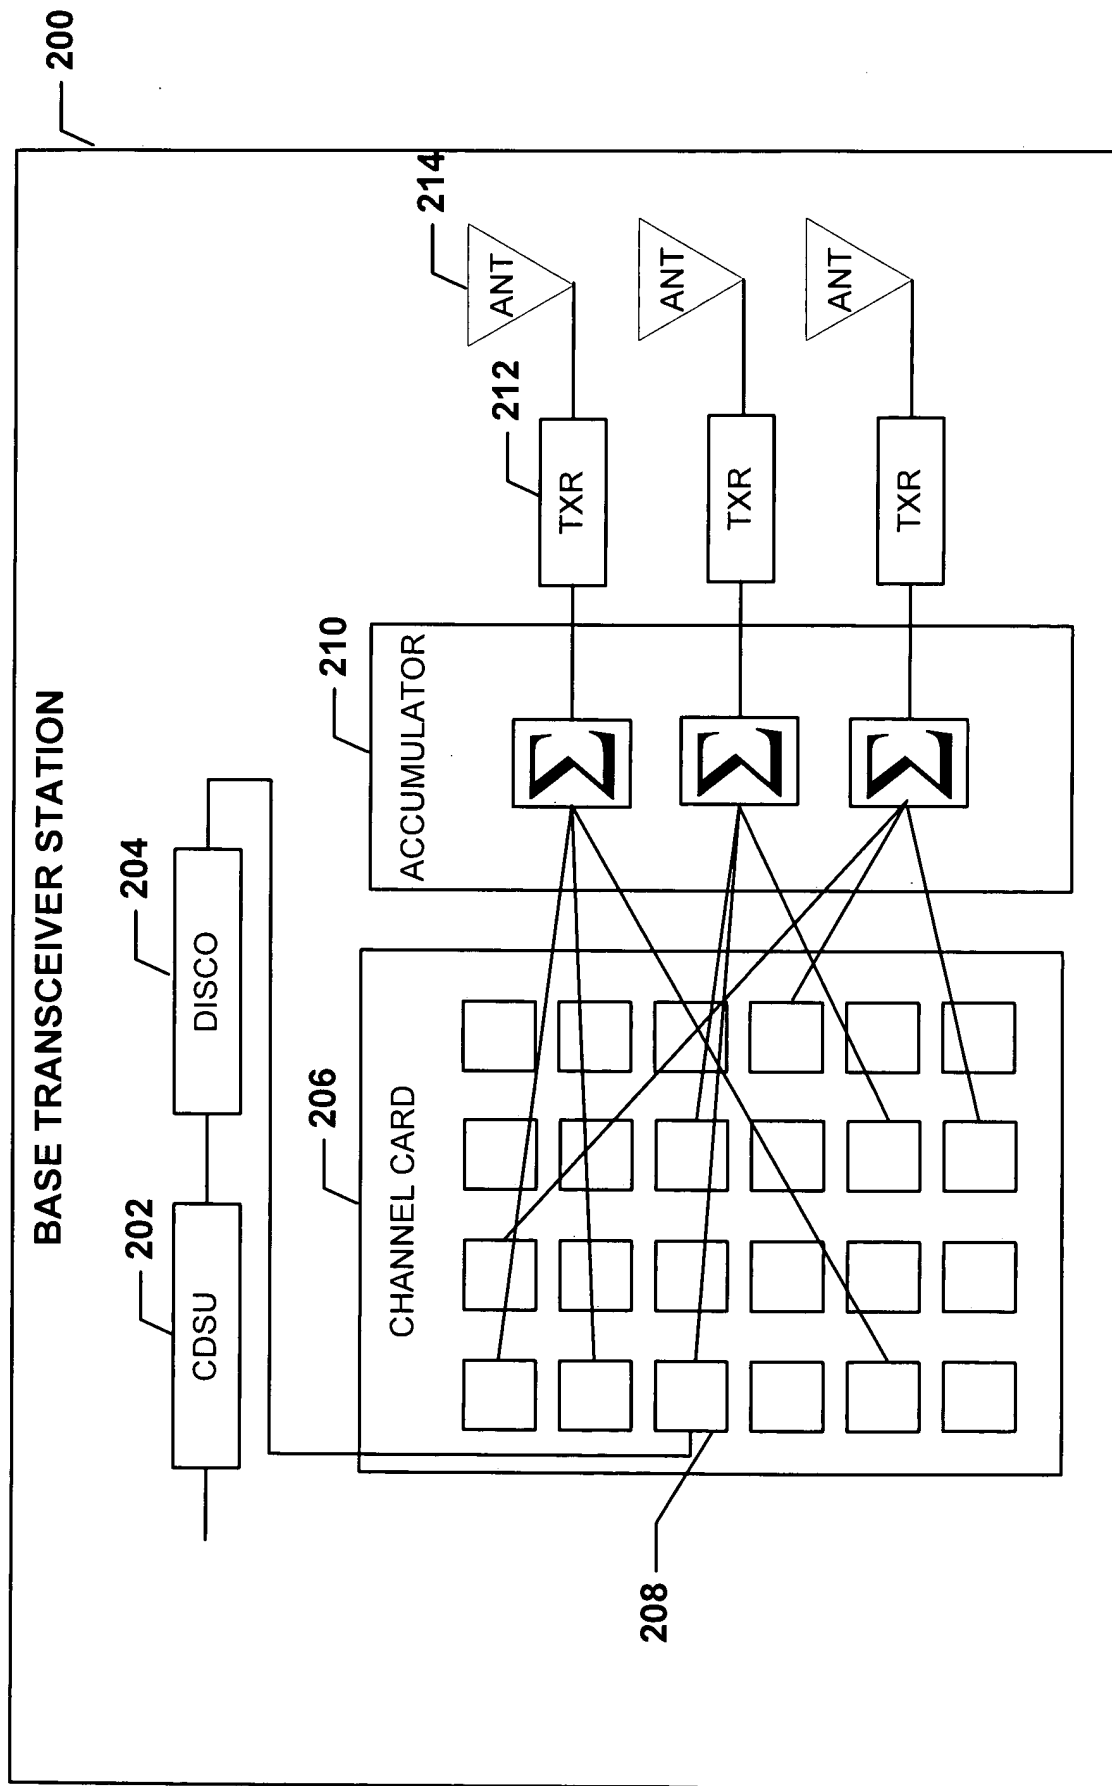 200
BASE TRANSCEIVER STATION
202
204
CDSU
DISCO
206
210
212
214
CHANNEL CARD
ACCUMULATOR
Σ
TXR
ANT
Σ
TXR
ANT
Σ
TXR
ANT
208